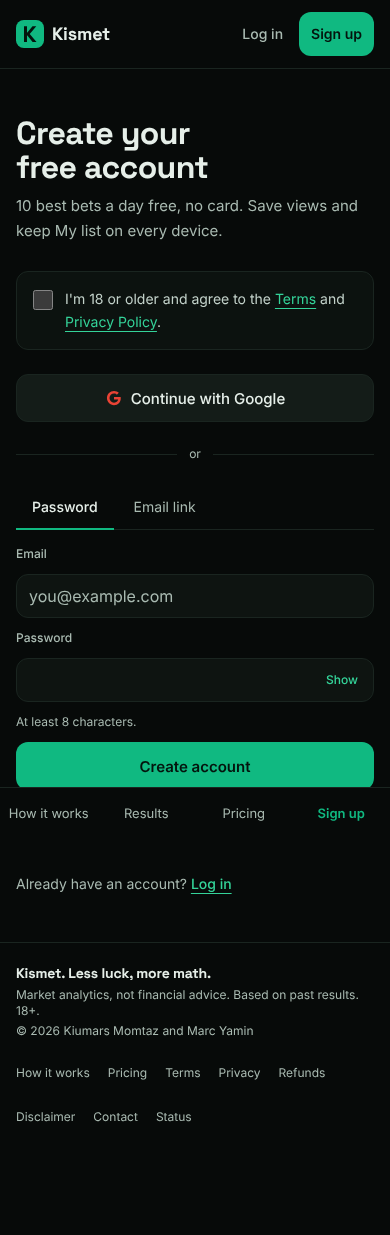 K Kismet
Log in
Sign up
Create your
free account
10 best bets a day free, no card. Save views and
keep My list on every device.
I'm 18 or older and agree to the Terms and
Privacy Policy.
G Continue with Google
or
Password
Email link
Email
you@example.com
Password
Show
At least 8 characters.
Create account
How it works
Results
Pricing
Sign up
Already have an account? Log in
Kismet. Less luck, more math.
Market analytics, not financial advice. Based on past results.
18+.
© 2026 Kiumars Momtaz and Marc Yamin
How it works
Pricing
Terms
Privacy
Refunds
Disclaimer
Contact
Status